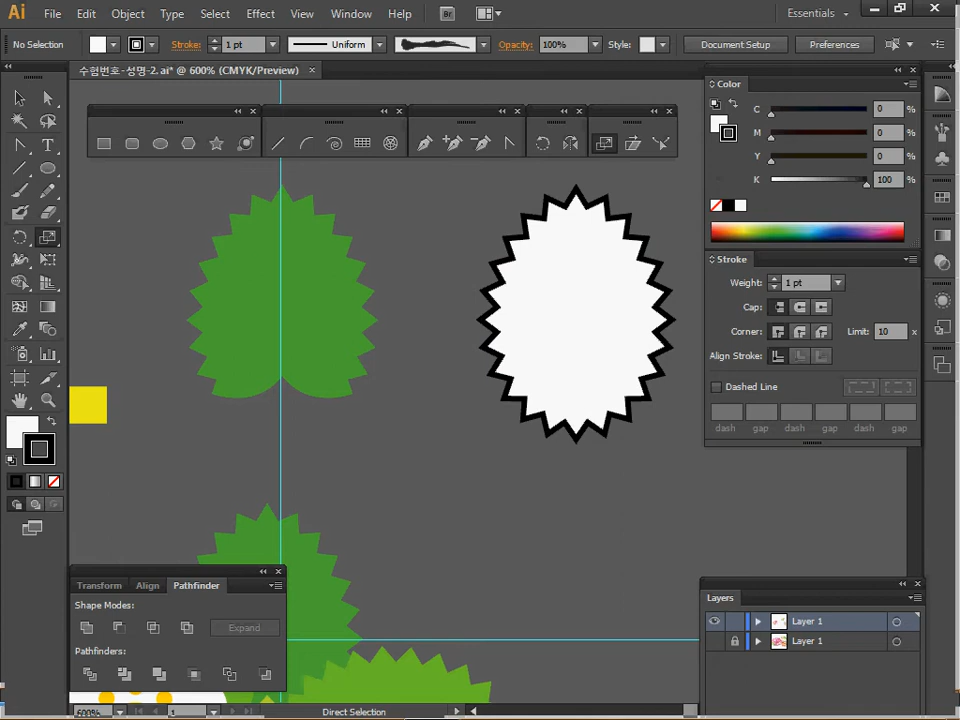 Ai File Edit Object Type Select Effect View Window Help Br Essentials
No Selection Stroke: 1 pt Uniform Opacity: 100% Style: Document Setup Preferences
수험번호-성명-2.ai* @ 600% (CMYK/Preview) ×
Color
C 0 %
M 0 %
Y 0 %
K 100 %
Stroke
Weight: 1 pt
Cap:
Corner: Limit: 10 x
Align Stroke:
Dashed Line
dash gap dash gap dash gap
Transform Align Pathfinder
Shape Modes:
Expand
Pathfinders:
Layers
Layer 1
Layer 1
600% 1 Direct Selection